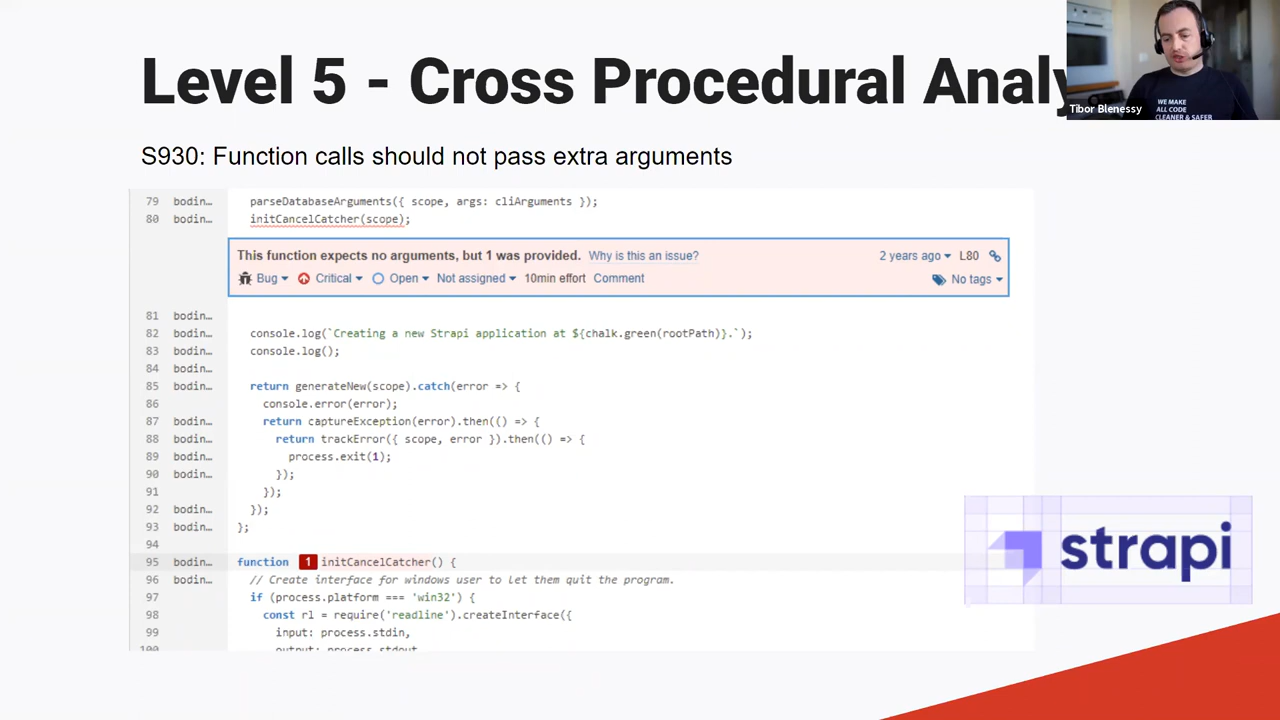 Level 5 - Cross Procedural Analy
Tibor Blenessy
WE MAKE
ALL CODE
CLEANER & SAFER
S930: Function calls should not pass extra arguments
79 bodin… parseDatabaseArguments({ scope, args: cliArguments });
80 bodin… initCancelCatcher(scope);
This function expects no arguments, but 1 was provided. Why is this an issue? 2 years ago L80
Bug Critical Open Not assigned 10min effort Comment No tags
81 bodin…
82 bodin… console.log(`Creating a new Strapi application at ${chalk.green(rootPath)}.`);
83 bodin… console.log();
84 bodin…
85 bodin… return generateNew(scope).catch(error => {
86 console.error(error);
87 bodin… return captureException(error).then(() => {
88 bodin… return trackError({ scope, error }).then(() => {
89 bodin… process.exit(1);
90 bodin… });
91 });
92 bodin… });
93 bodin… };
94
95 bodin… function 1 initCancelCatcher() {
96 bodin… // Create interface for windows user to let them quit the program.
97 if (process.platform === 'win32') {
98 const rl = require('readline').createInterface({
99 input: process.stdin,
100 output: process.stdout
strapi